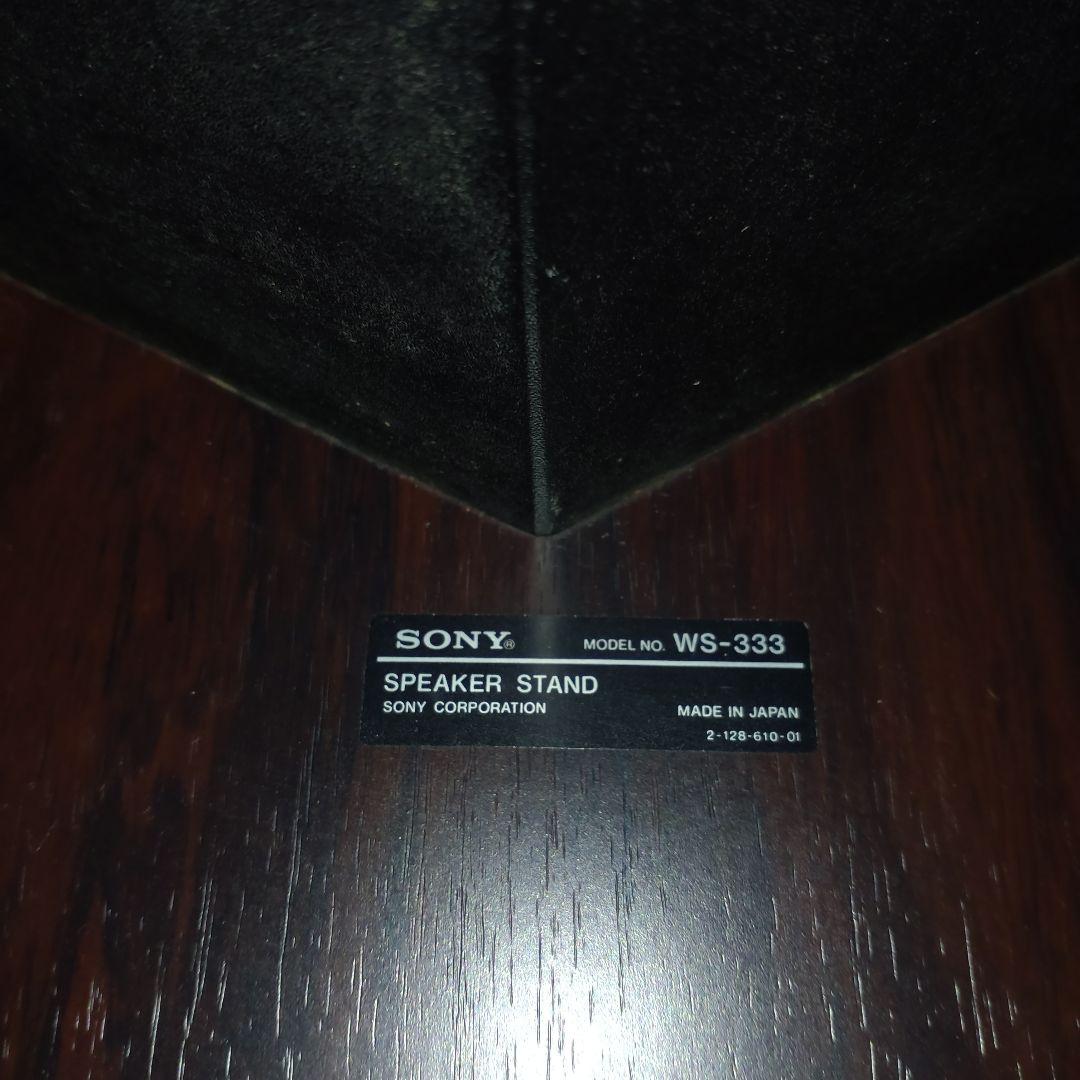 SONY® MODEL NO. WS-333
SPEAKER STAND
SONY CORPORATION
MADE IN JAPAN
2-128-610-01